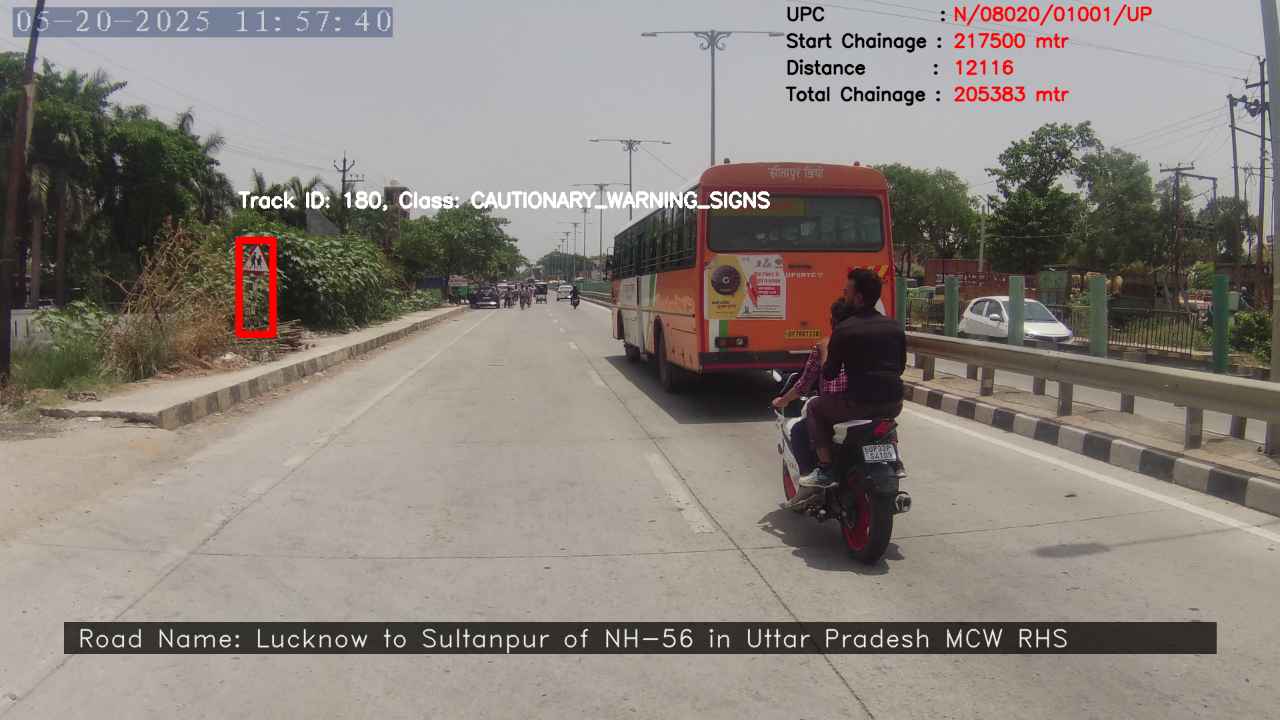 05-20-2025 11:57:40
UPC : N/08020/01001/UP
Start Chainage : 217500 mtr
Distance : 12116
Total Chainage : 205383 mtr
Track ID: 180, Class: CAUTIONARY_WARNING_SIGNS
सीतापुर डिपो
Road Name: Lucknow to Sultanpur of NH-56 in Uttar Pradesh MCW RHS